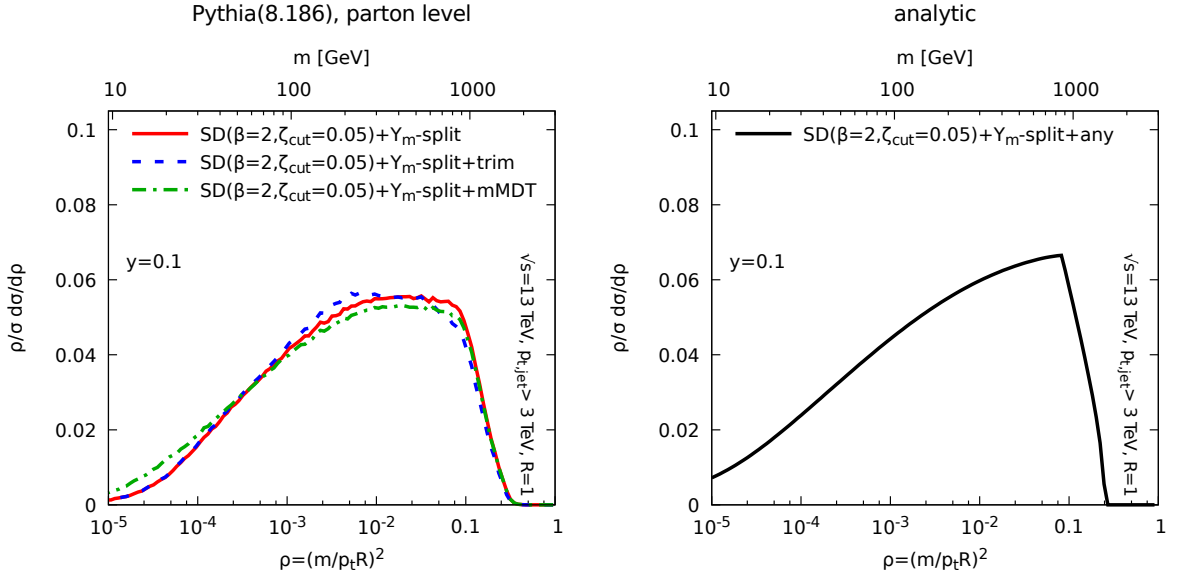 Pythia(8.186), parton level
m [GeV]
10 100 1000
0.1
0.08
0.06
0.04
0.02
0
ρ/σ dσ/dρ
SD(β=2,ζcut=0.05)+Ym-split
SD(β=2,ζcut=0.05)+Ym-split+trim
SD(β=2,ζcut=0.05)+Ym-split+mMDT
y=0.1
√s=13 TeV, pt,jet> 3 TeV, R=1
10-5 10-4 10-3 10-2 0.1 1
ρ=(m/ptR)2
analytic
m [GeV]
10 100 1000
0.1
0.08
0.06
0.04
0.02
0
ρ/σ dσ/dρ
SD(β=2,ζcut=0.05)+Ym-split+any
y=0.1
√s=13 TeV, pt,jet> 3 TeV, R=1
10-5 10-4 10-3 10-2 0.1 1
ρ=(m/ptR)2